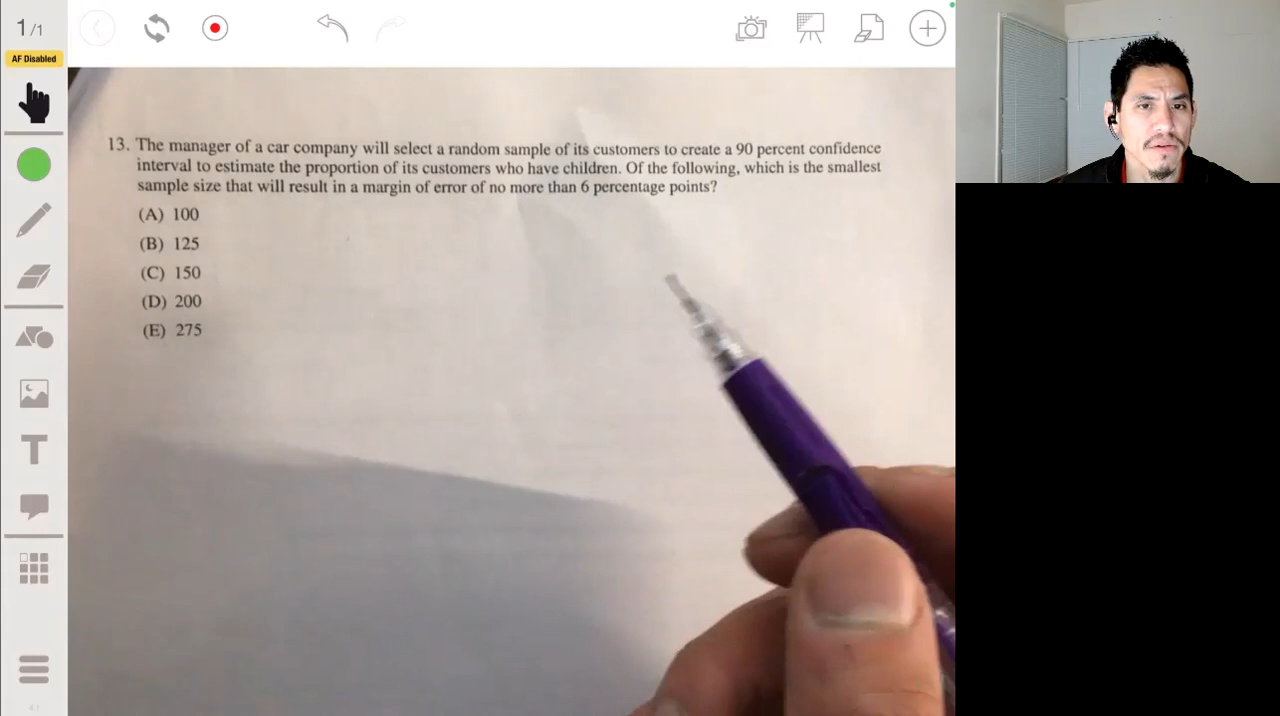 1/1
AF Disabled
13. The manager of a car company will select a random sample of its customers to create a 90 percent confidence
interval to estimate the proportion of its customers who have children. Of the following, which is the smallest
sample size that will result in a margin of error of no more than 6 percentage points?
(A) 100
(B) 125
(C) 150
(D) 200
(E) 275
T
4.1